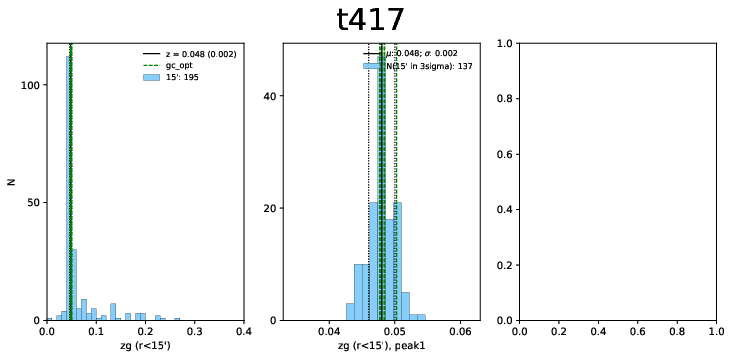 t417
z = 0.048 (0.002)
gc_opt
15': 195
N
100
50
0
0.0 0.1 0.2 0.3 0.4
zg (r<15')
μ: 0.048; σ: 0.002
N(15' in 3sigma): 137
40
20
0
0.04 0.05 0.06
zg (r<15'), peak1
1.0
0.8
0.6
0.4
0.2
0.0
0.0 0.2 0.4 0.6 0.8 1.0